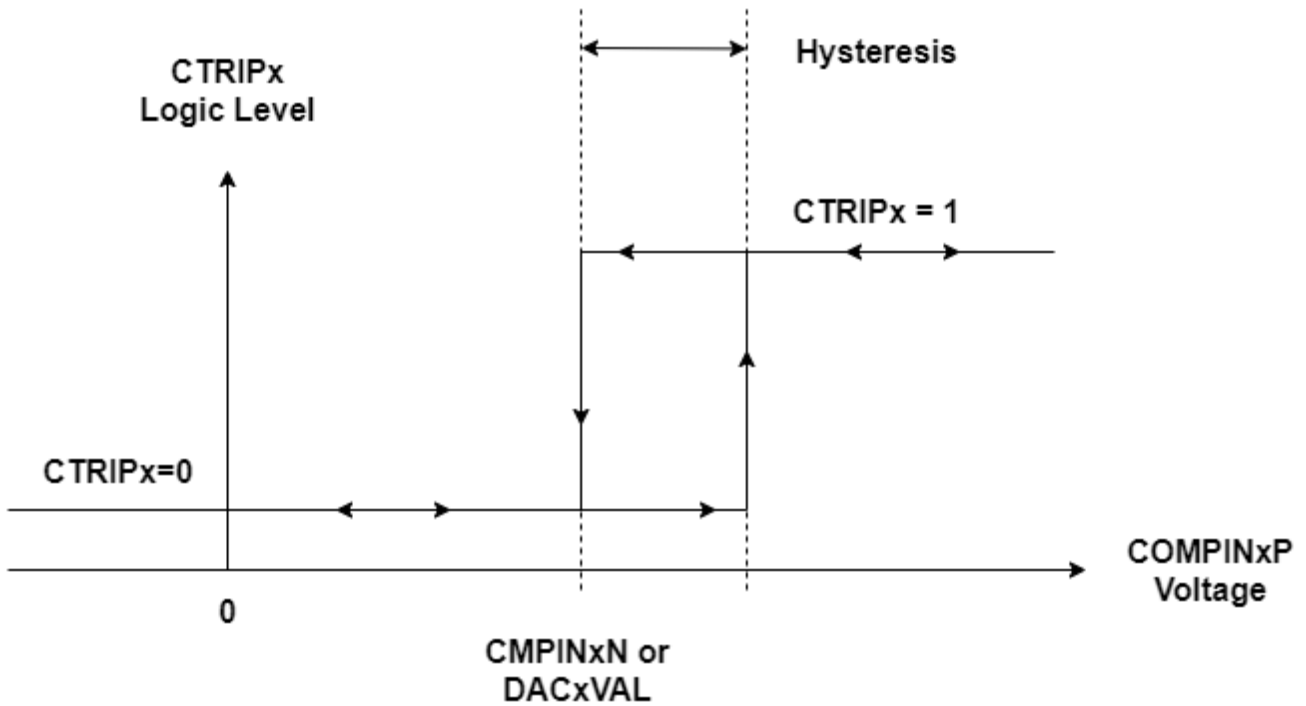 Hysteresis
CTRIPx
Logic Level
CTRIPx = 1
CTRIPx=0
COMPINxP
Voltage
0
CMPINxN or
DACxVAL